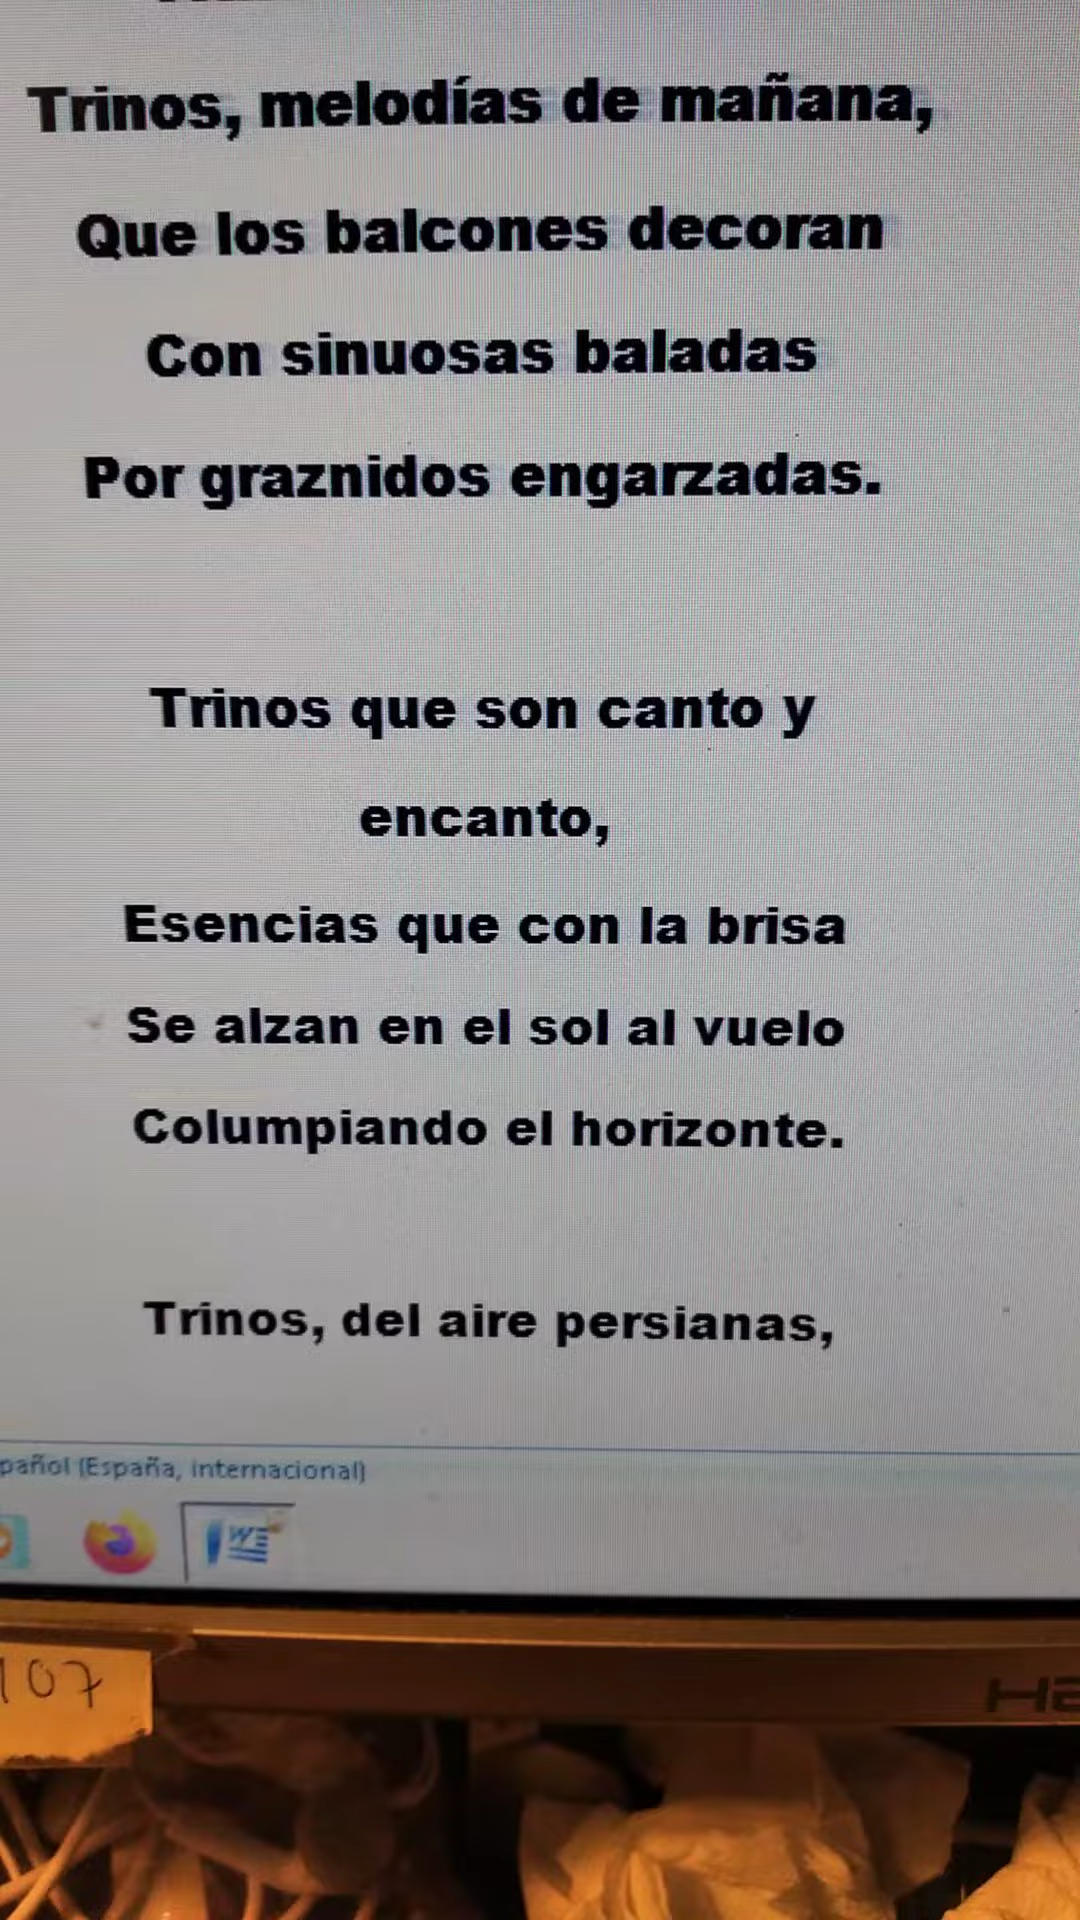 Trinos, melodías de mañana,
Que los balcones decoran
Con sinuosas baladas
Por graznidos engarzadas.
Trinos que son canto y
encanto,
Esencias que con la brisa
Se alzan en el sol al vuelo
Columpiando el horizonte.
Trinos, del aire persianas,
pañol (España, internacional)
W
107